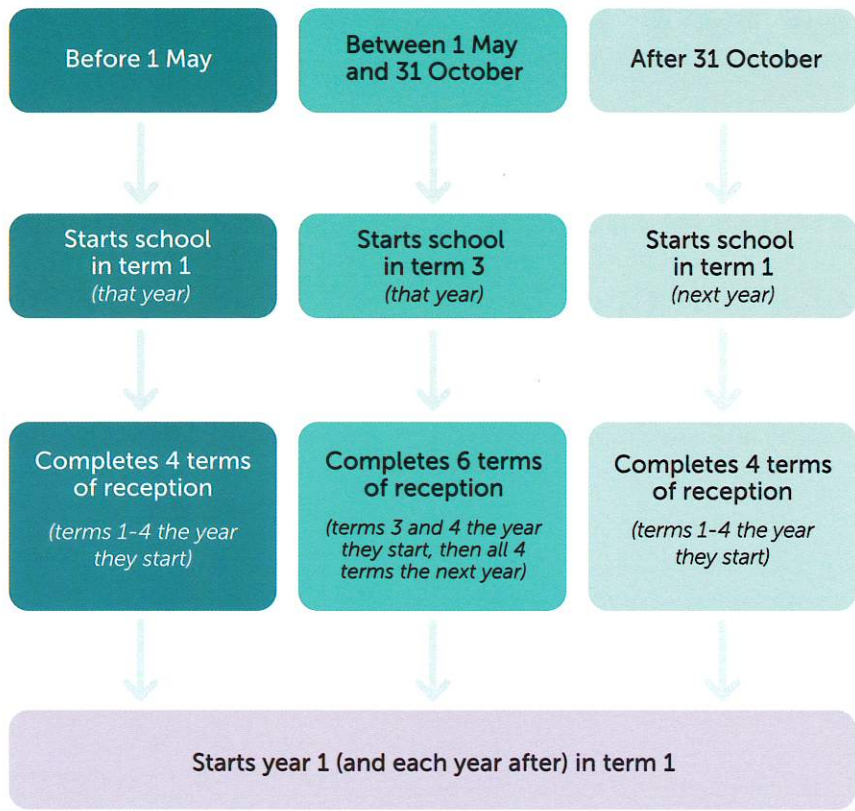 Before 1 May
Between 1 May
and 31 October
After 31 October
Starts school
in term 1
(that year)
Starts school
in term 3
(that year)
Starts school
in term 1
(next year)
Completes 4 terms
of reception
(terms 1-4 the year
they start)
Completes 6 terms
of reception
(terms 3 and 4 the year
they start, then all 4
terms the next year)
Completes 4 terms
of reception
(terms 1-4 the year
they start)
Starts year 1 (and each year after) in term 1